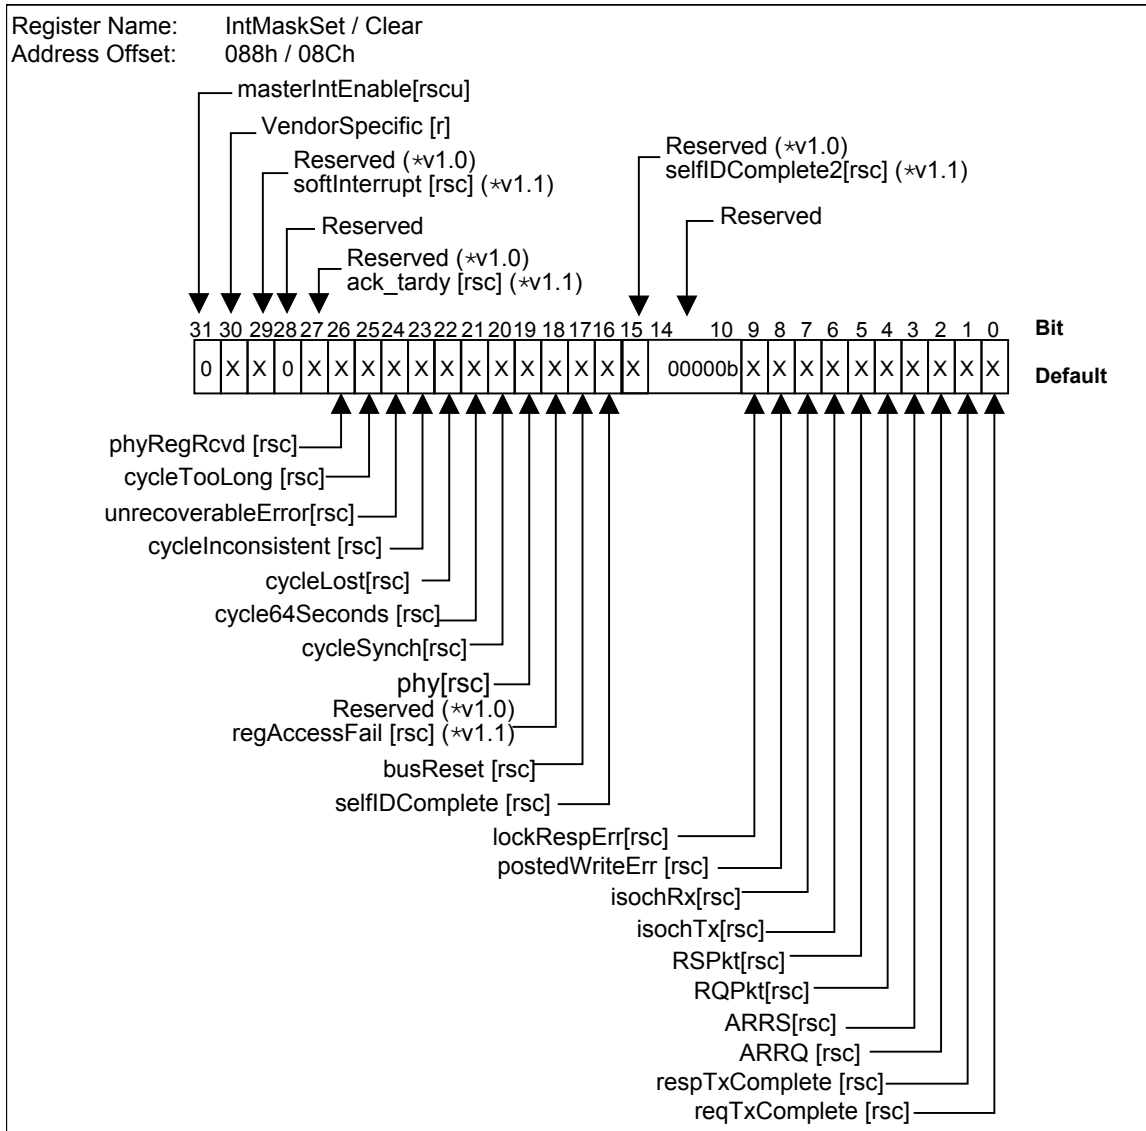 Register Name: IntMaskSet / Clear
Address Offset: 088h / 08Ch
masterIntEnable[rscu]
VendorSpecific [r]
Reserved (*v1.0)
softInterrupt [rsc] (*v1.1)
Reserved (*v1.0)
selfIDComplete2[rsc] (*v1.1)
Reserved
Reserved
Reserved (*v1.0)
ack_tardy [rsc] (*v1.1)
31 30 29 28 27 26 25 24 23 22 21 20 19 18 17 16 15 14 10 9 8 7 6 5 4 3 2 1 0 Bit
0 X X 0 X X X X X X X X X X X X X 00000b X X X X X X X X X X Default
phyRegRcvd [rsc]
cycleTooLong [rsc]
unrecoverableError[rsc]
cycleInconsistent [rsc]
cycleLost[rsc]
cycle64Seconds [rsc]
cycleSynch[rsc]
phy[rsc]
Reserved (*v1.0)
regAccessFail [rsc] (*v1.1)
busReset [rsc]
selfIDComplete [rsc]
lockRespErr[rsc]
postedWriteErr [rsc]
isochRx[rsc]
isochTx[rsc]
RSPkt[rsc]
RQPkt[rsc]
ARRS[rsc]
ARRQ [rsc]
respTxComplete [rsc]
reqTxComplete [rsc]